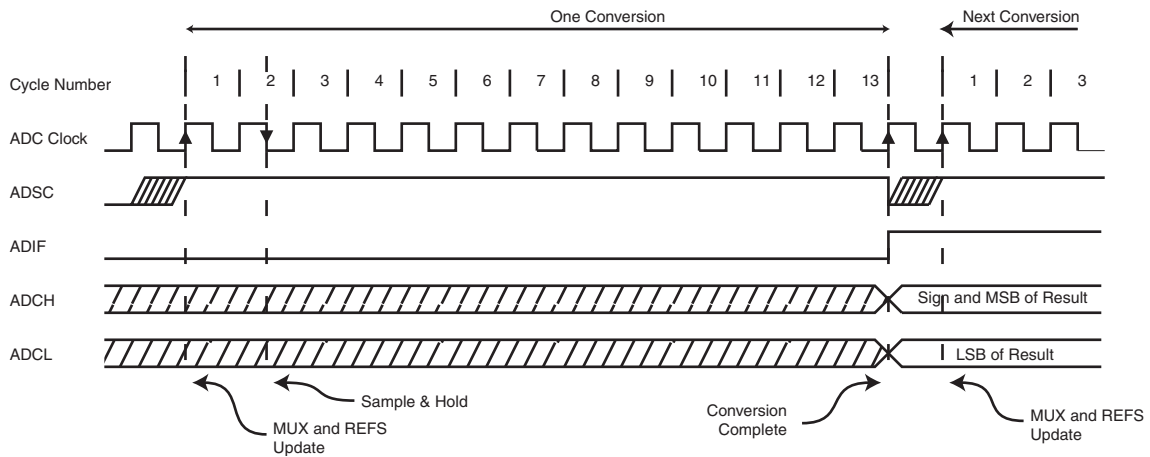 One Conversion
Next Conversion
Cycle Number
1 2 3 4 5 6 7 8 9 10 11 12 13 1 2 3
ADC Clock
ADSC
ADIF
ADCH
Sign and MSB of Result
ADCL
LSB of Result
Sample & Hold
MUX and REFS
Update
Conversion
Complete
MUX and REFS
Update